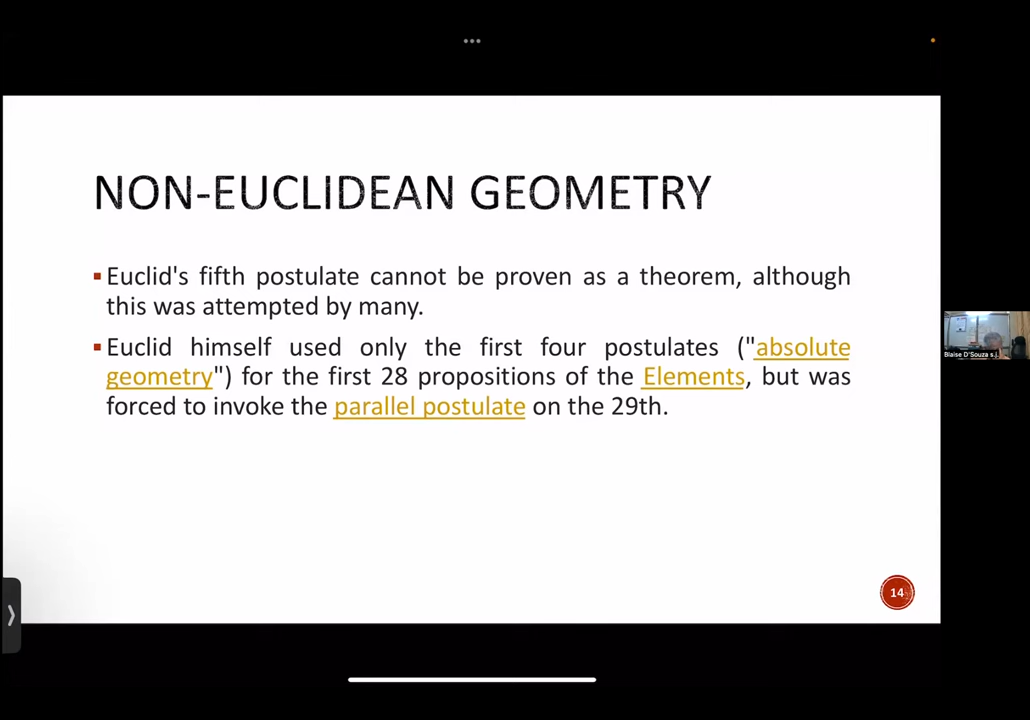 NON-EUCLIDEAN GEOMETRY
Euclid's fifth postulate cannot be proven as a theorem, although
this was attempted by many.
Euclid himself used only the first four postulates ("absolute
geometry") for the first 28 propositions of the Elements, but was
forced to invoke the parallel postulate on the 29th.
14
Blaise D'Souza s.j.